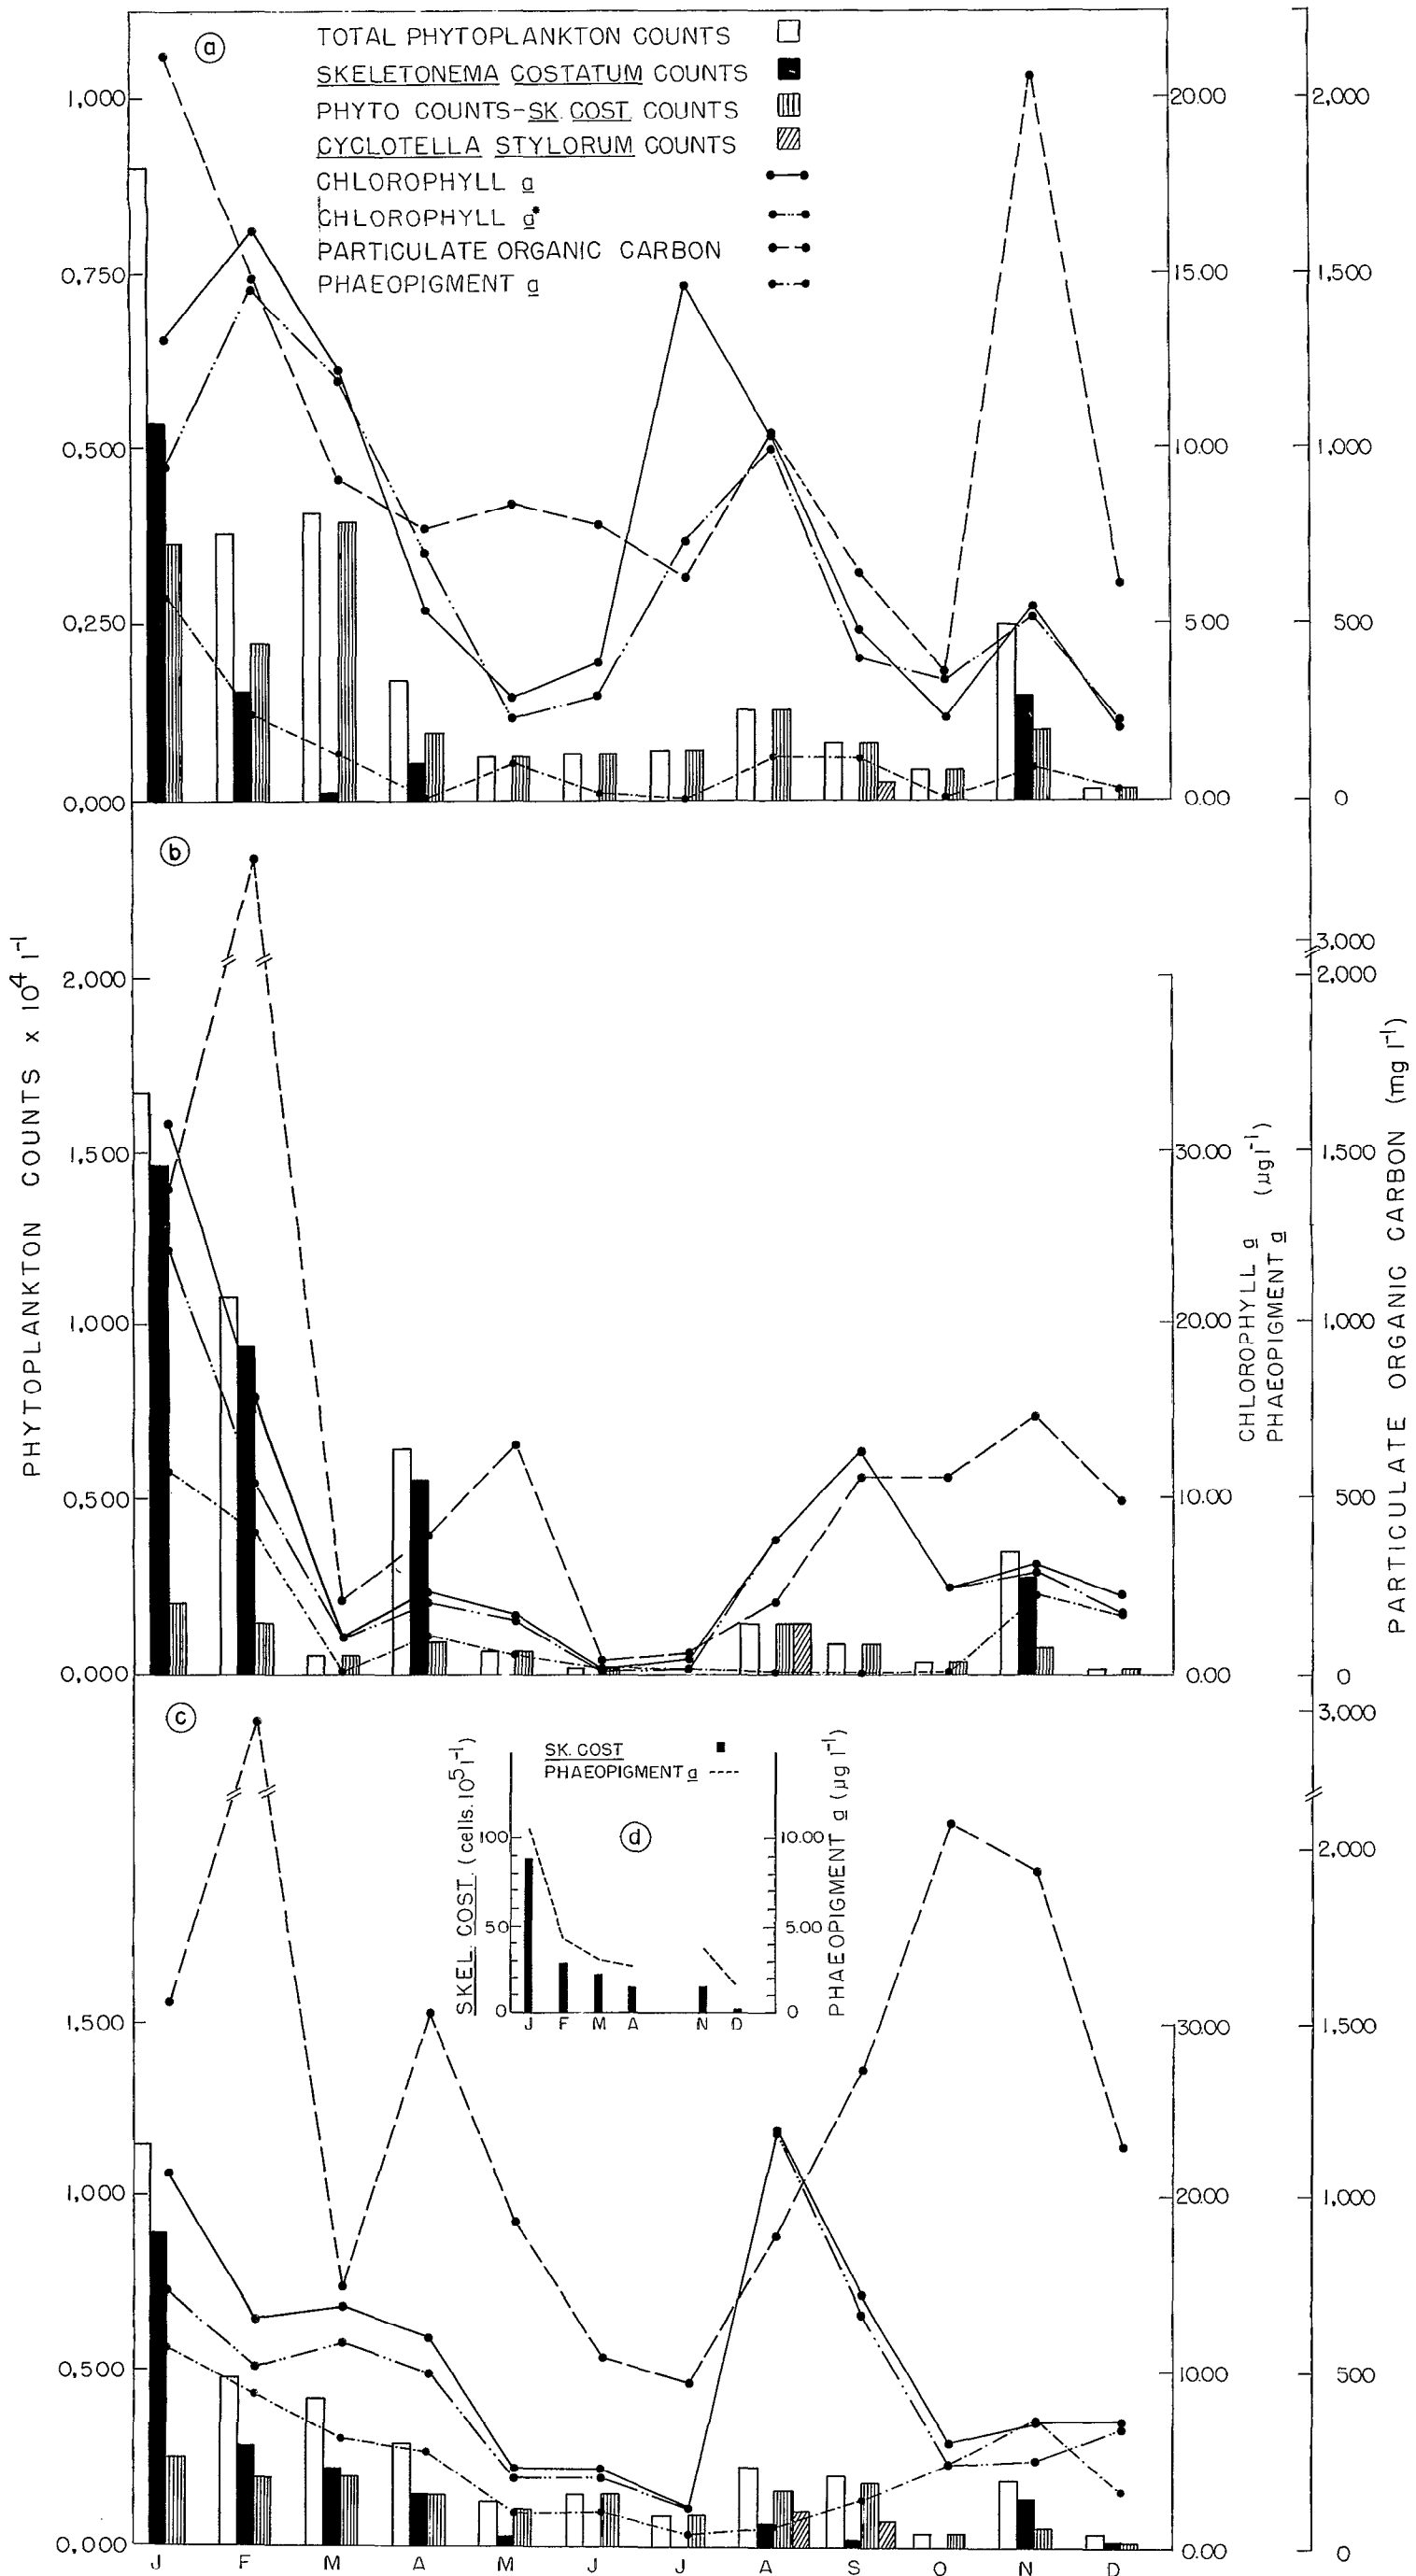 a
TOTAL PHYTOPLANKTON COUNTS
SKELETONEMA COSTATUM COUNTS
PHYTO COUNTS-SK. COST COUNTS
CYCLOTELLA STYLORUM COUNTS
CHLOROPHYLL a
CHLOROPHYLL a*
PARTICULATE ORGANIC CARBON
PHAEOPIGMENT a
1,000
0,750
0,500
0,250
0,000
20.00
15.00
10.00
5.00
0.00
2,000
1,500
1,000
500
0
b
PHYTOPLANKTON COUNTS x 10⁴ l⁻¹
2,000
1,500
1,000
0,500
0,000
30.00
20.00
10.00
0.00
CHLOROPHYLL a
PHAEOPIGMENT a (µg l⁻¹)
3,000
2,000
1,500
1,000
500
0
PARTICULATE ORGANIC CARBON (mg l⁻¹)
c
1,500
1,000
0,500
0,000
30.00
20.00
10.00
0.00
3,000
2,000
1,500
1,000
500
0
SK. COST
PHAEOPIGMENT a
d
SKEL. COST. (cells.10⁵ l⁻¹)
100
50
0
10.00
5.00
0
PHAEOPIGMENT a (µg l⁻¹)
J F M A N D
J F M A M J J A S O N D